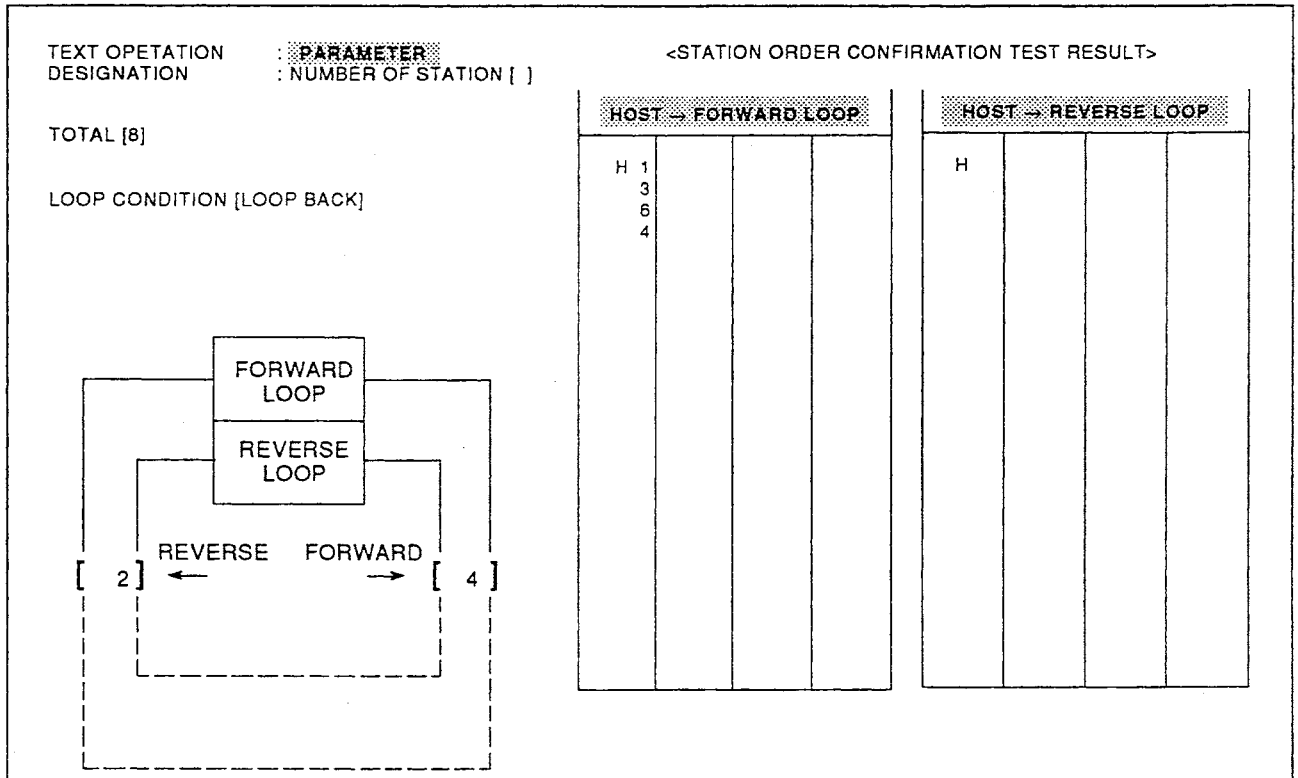 TEXT OPETATION : PARAMETER
DESIGNATION : NUMBER OF STATION [ ]
TOTAL [8]
LOOP CONDITION [LOOP BACK]
FORWARD
LOOP
REVERSE
LOOP
REVERSE FORWARD
[ 2] ← → [ 4 ]
<STATION ORDER CONFIRMATION TEST RESULT>
HOST → FORWARD LOOP
H 1
3
6
4
HOST → REVERSE LOOP
H